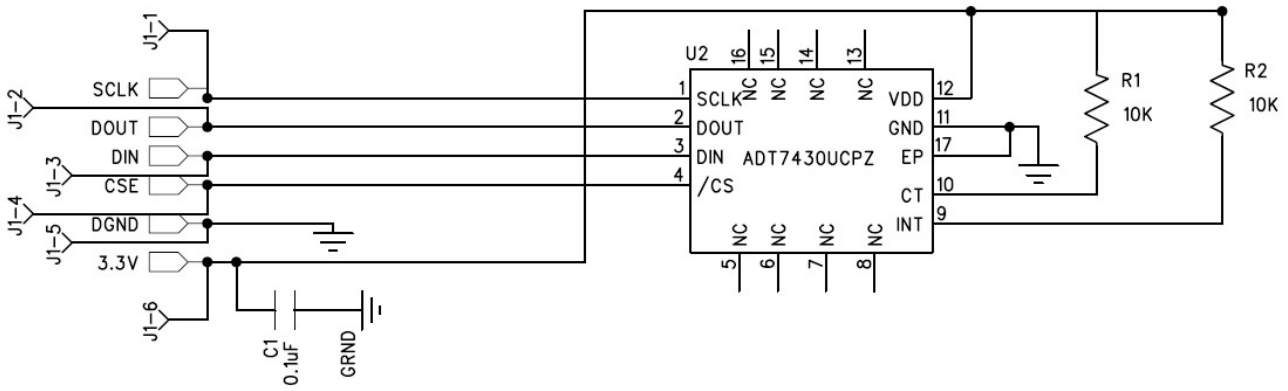 J1-1
SCLK
J1-2
DOUT
DIN
J1-3
CSE
J1-4
DGND
J1-5
3.3V
J1-6
C1
0.1uF
GRND
U2
16 15 14 13
NC NC NC NC
1 SCLK VDD 12
2 DOUT GND 11
3 DIN ADT7430UCPZ EP 17
4 /CS CT 10
INT 9
NC NC NC NC
5 6 7 8
R1
10K
R2
10K